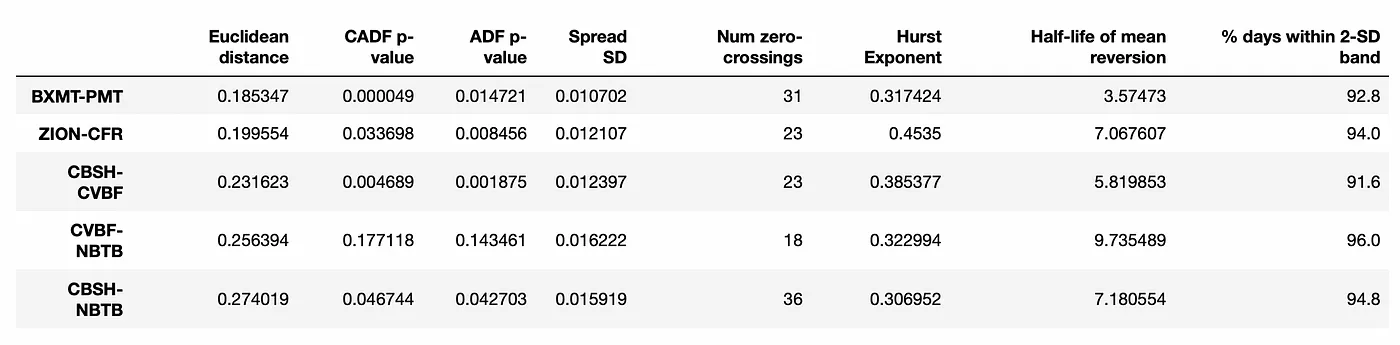 Euclidean distance CADF p-value ADF p-value Spread SD Num zero-crossings Hurst Exponent Half-life of mean reversion % days within 2-SD band
BXMT-PMT 0.185347 0.000049 0.014721 0.010702 31 0.317424 3.57473 92.8
ZION-CFR 0.199554 0.033698 0.008456 0.012107 23 0.4535 7.067607 94.0
CBSH-CVBF 0.231623 0.004689 0.001875 0.012397 23 0.385377 5.819853 91.6
CVBF-NBTB 0.256394 0.177118 0.143461 0.016222 18 0.322994 9.735489 96.0
CBSH-NBTB 0.274019 0.046744 0.042703 0.015919 36 0.306952 7.180554 94.8